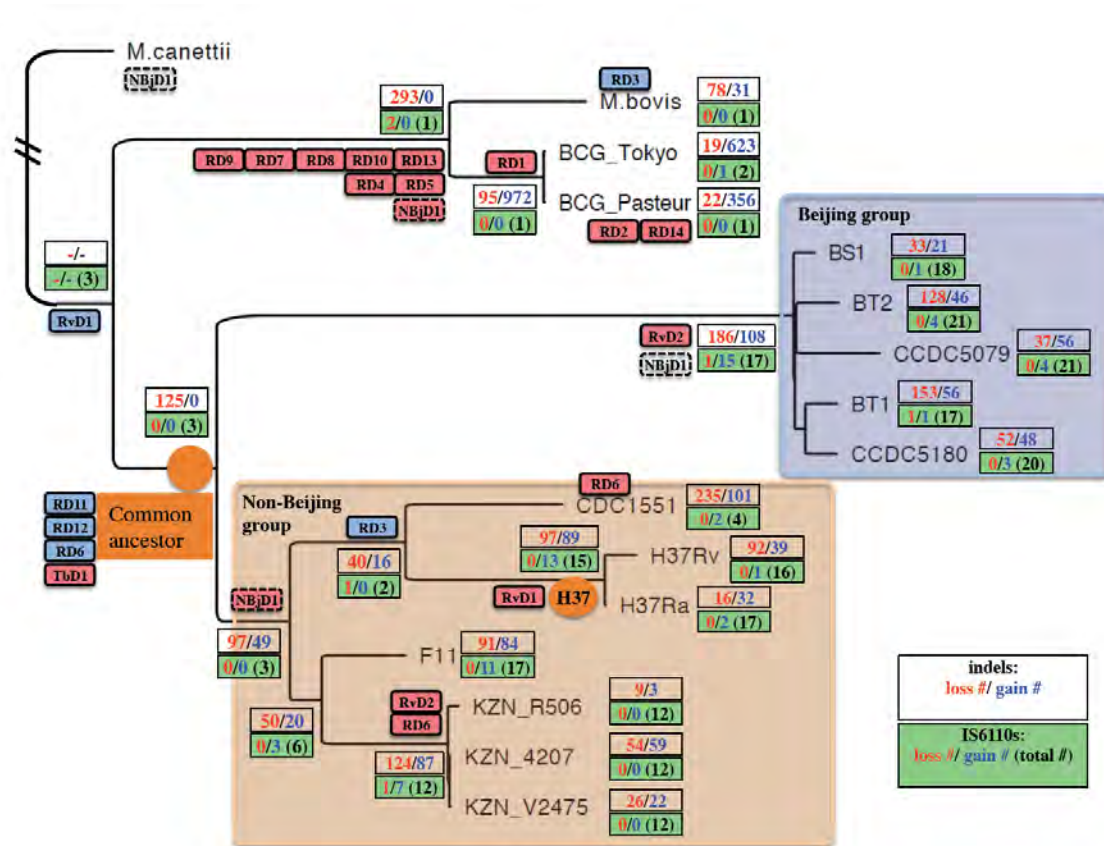 M.canettii
NBjD1
RD3
M.bovis
78/31
0/0 (1)
293/0
2/0 (1)
RD9 RD7 RD8 RD10 RD13
RD4 RD5
NBjD1
RD1
BCG_Tokyo
19/623
0/1 (2)
95/972
0/0 (1)
BCG_Pasteur
22/356
0/0 (1)
RD2 RD14
-/-
-/- (3)
RvD1
Beijing group
BS1
33/21
0/1 (18)
BT2
128/46
0/4 (21)
CCDC5079
37/56
0/4 (21)
BT1
153/56
1/1 (17)
CCDC5180
52/48
0/3 (20)
RvD2
NBjD1
186/108
1/15 (17)
125/0
0/0 (3)
RD11
RD12
RD6
TbD1
Common
ancestor
Non-Beijing
group
RD3
RD6
CDC1551
235/101
0/2 (4)
40/16
1/0 (2)
97/89
0/13 (15)
RvD1
H37
H37Rv
92/39
0/1 (16)
H37Ra
16/32
0/2 (17)
NBjD1
97/49
0/0 (3)
F11
91/84
0/11 (17)
50/20
0/3 (6)
RvD2
RD6
124/87
1/7 (12)
KZN_R506
9/3
0/0 (12)
KZN_4207
54/59
0/0 (12)
KZN_V2475
26/22
0/0 (12)
indels:
loss #/ gain #
IS6110s:
loss #/ gain # (total #)